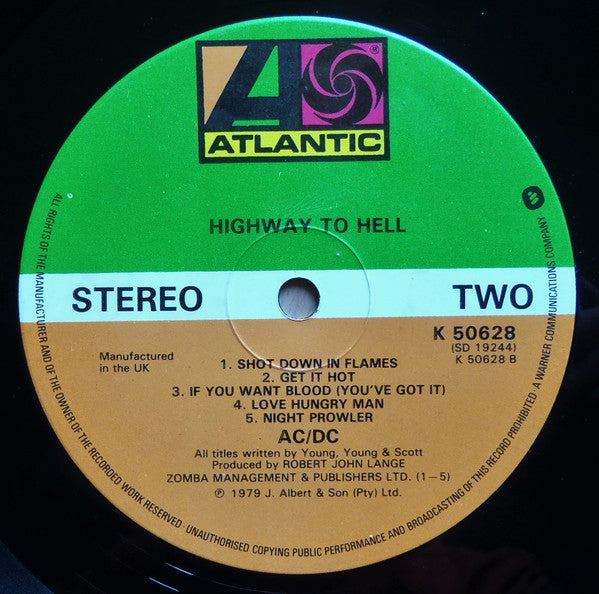 ®
ATLANTIC
HIGHWAY TO HELL
STEREO
TWO
K 50628
(SD 19244)
K 50628 B
Manufactured
in the UK
1. SHOT DOWN IN FLAMES
2. GET IT HOT
3. IF YOU WANT BLOOD (YOU'VE GOT IT)
4. LOVE HUNGRY MAN
5. NIGHT PROWLER
AC/DC
All titles written by Young, Young & Scott
Produced by ROBERT JOHN LANGE
ZOMBA MANAGEMENT & PUBLISHERS LTD. (1—5)
℗ 1979 J. Albert & Son (Pty) Ltd.
ALL RIGHTS OF THE MANUFACTURER AND OF THE OWNER OF THE RECORDED WORK RESERVED · UNAUTHORISED COPYING PUBLIC PERFORMANCE AND BROADCASTING OF THIS RECORD PROHIBITED · A WARNER COMMUNICATIONS COMPANY